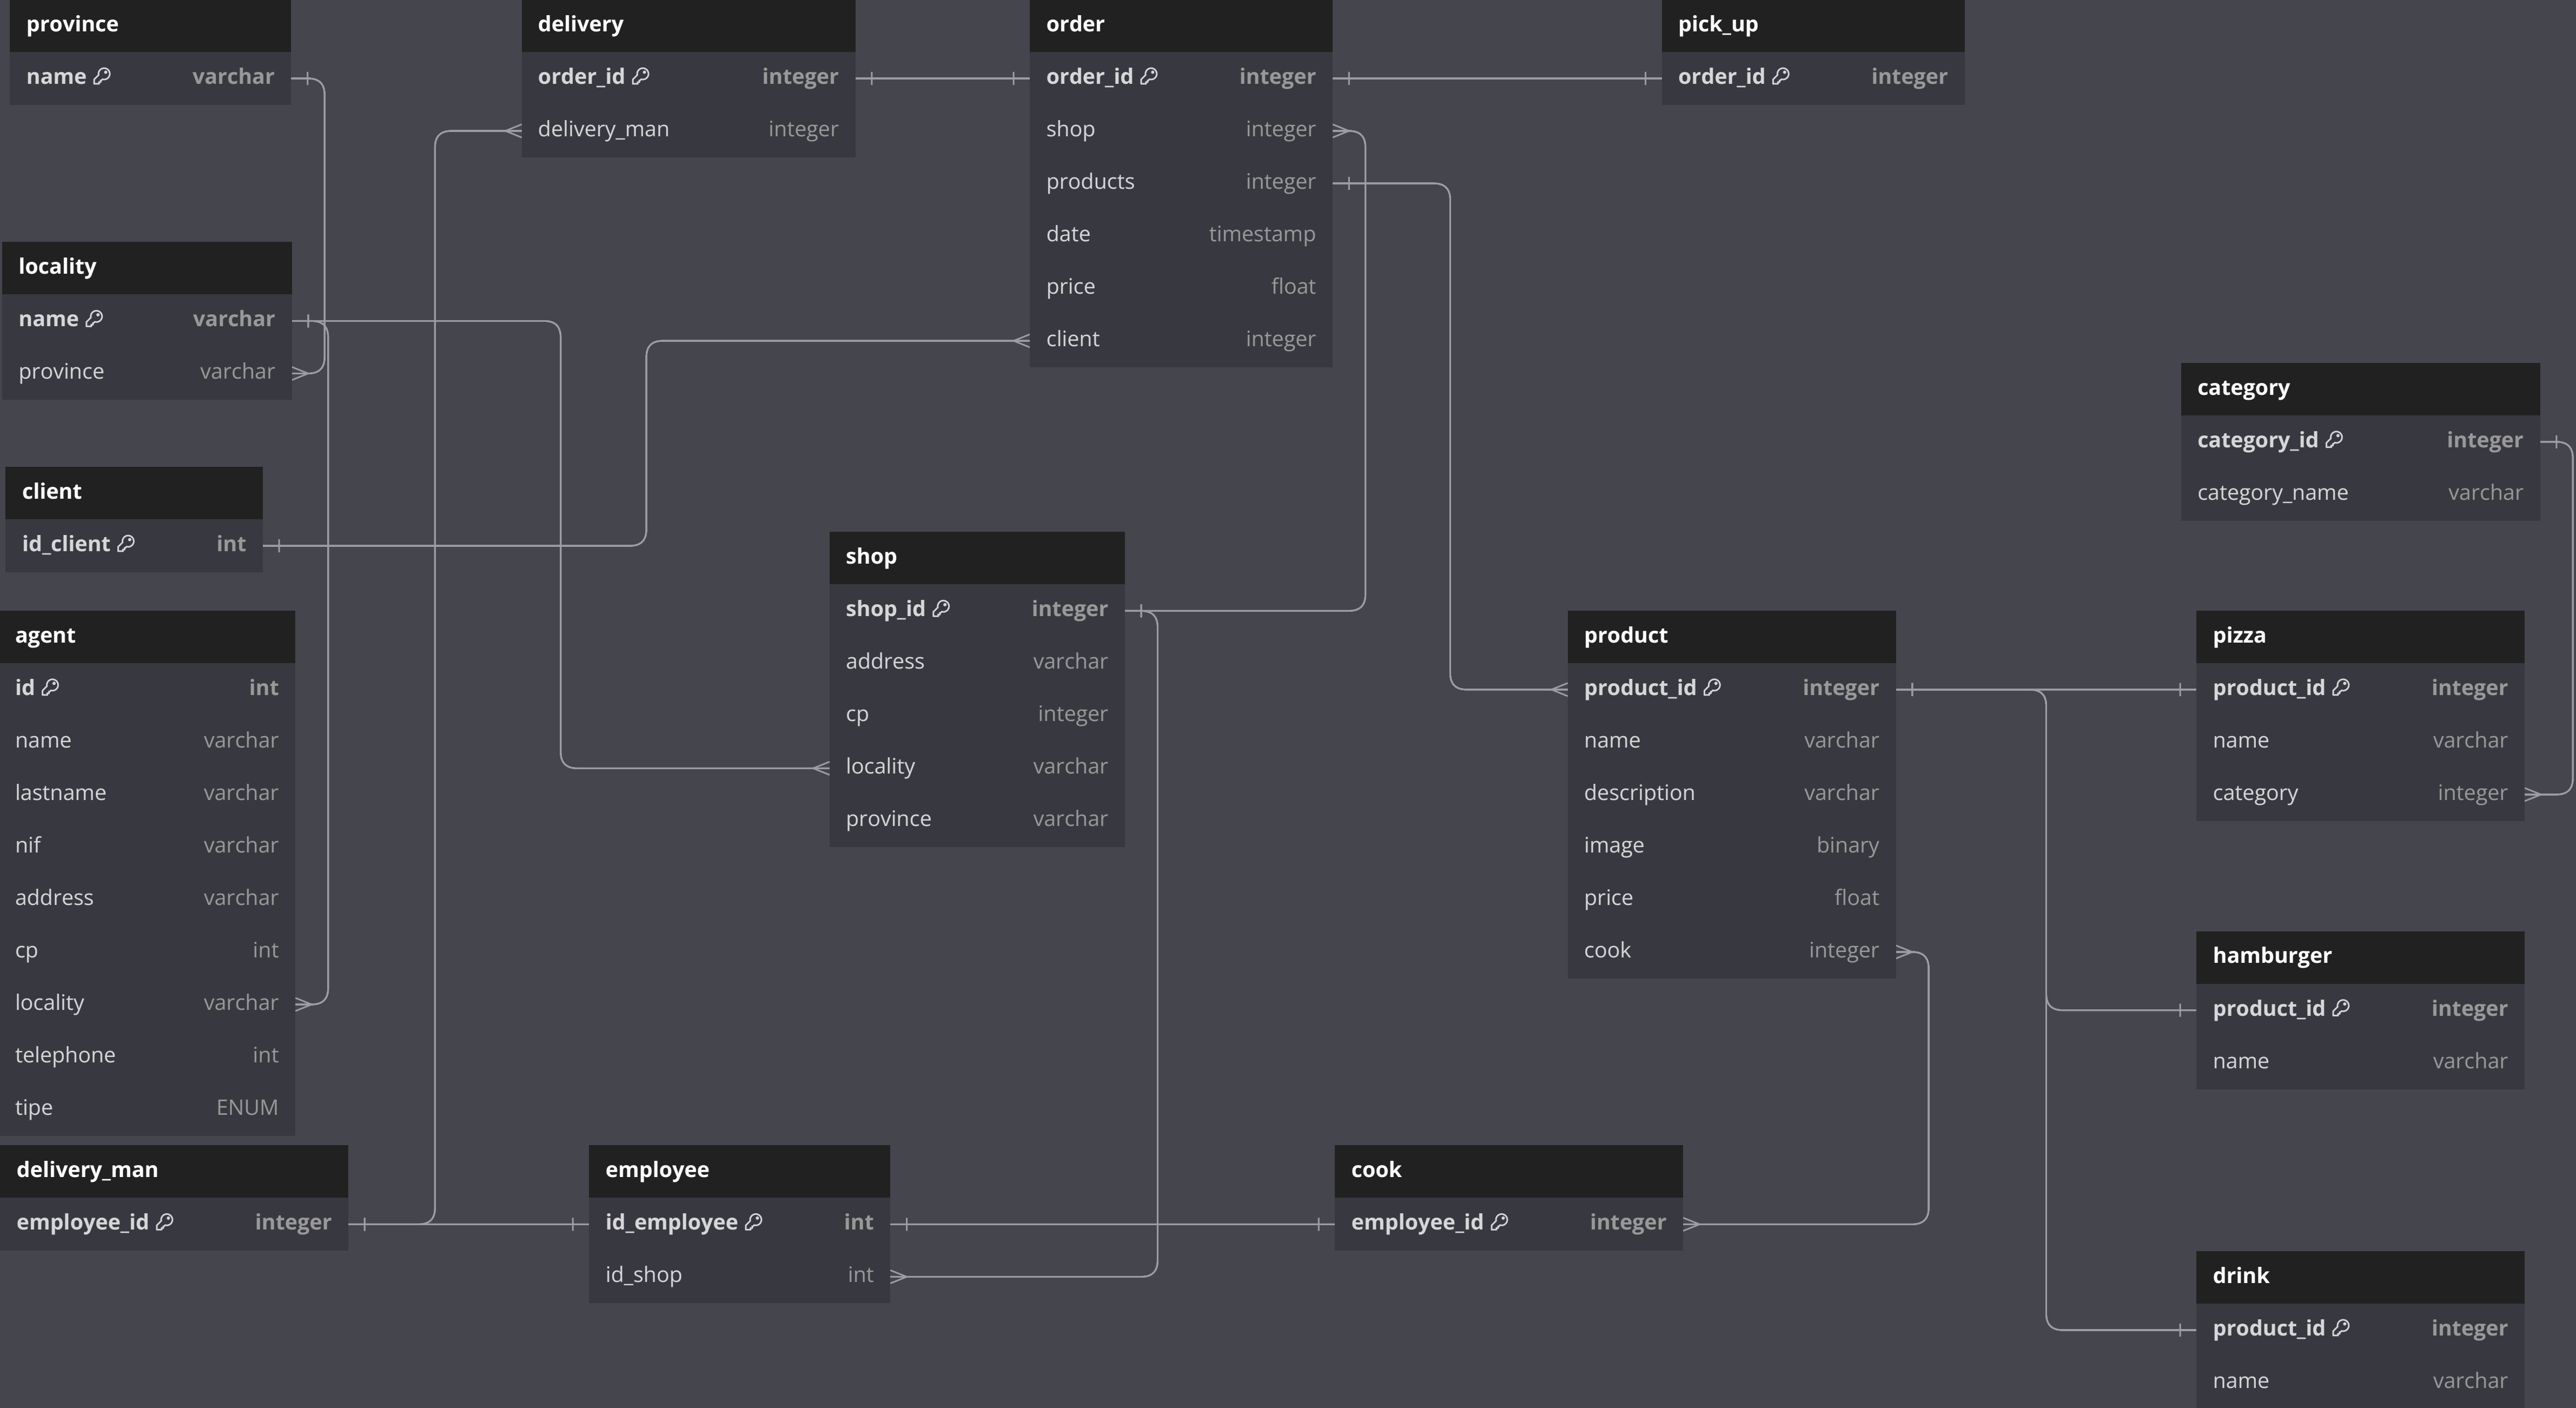 province
name varchar
delivery
order_id integer
delivery_man integer
order
order_id integer
shop integer
products integer
date timestamp
price float
client integer
pick_up
order_id integer
locality
name varchar
province varchar
category
category_id integer
category_name varchar
client
id_client int
shop
shop_id integer
address varchar
cp integer
locality varchar
province varchar
agent
id int
name varchar
lastname varchar
nif varchar
address varchar
cp int
locality varchar
telephone int
tipe ENUM
product
product_id integer
name varchar
description varchar
image binary
price float
cook integer
pizza
product_id integer
name varchar
category integer
hamburger
product_id integer
name varchar
delivery_man
employee_id integer
employee
id_employee int
id_shop int
cook
employee_id integer
drink
product_id integer
name varchar